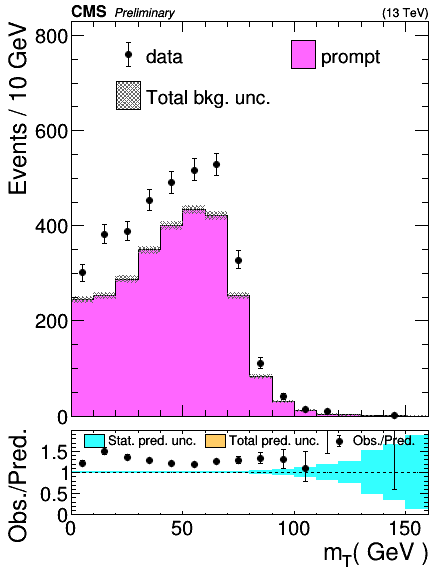 CMS Preliminary (13 TeV)
Events / 10 GeV
800
600
400
200
0
data
prompt
Total bkg. unc.
Obs./Pred.
2
1.5
1
0.5
0
Stat. pred. unc.
Total pred unc.
Obs./Pred.
0 50 100 150
m_T( GeV )